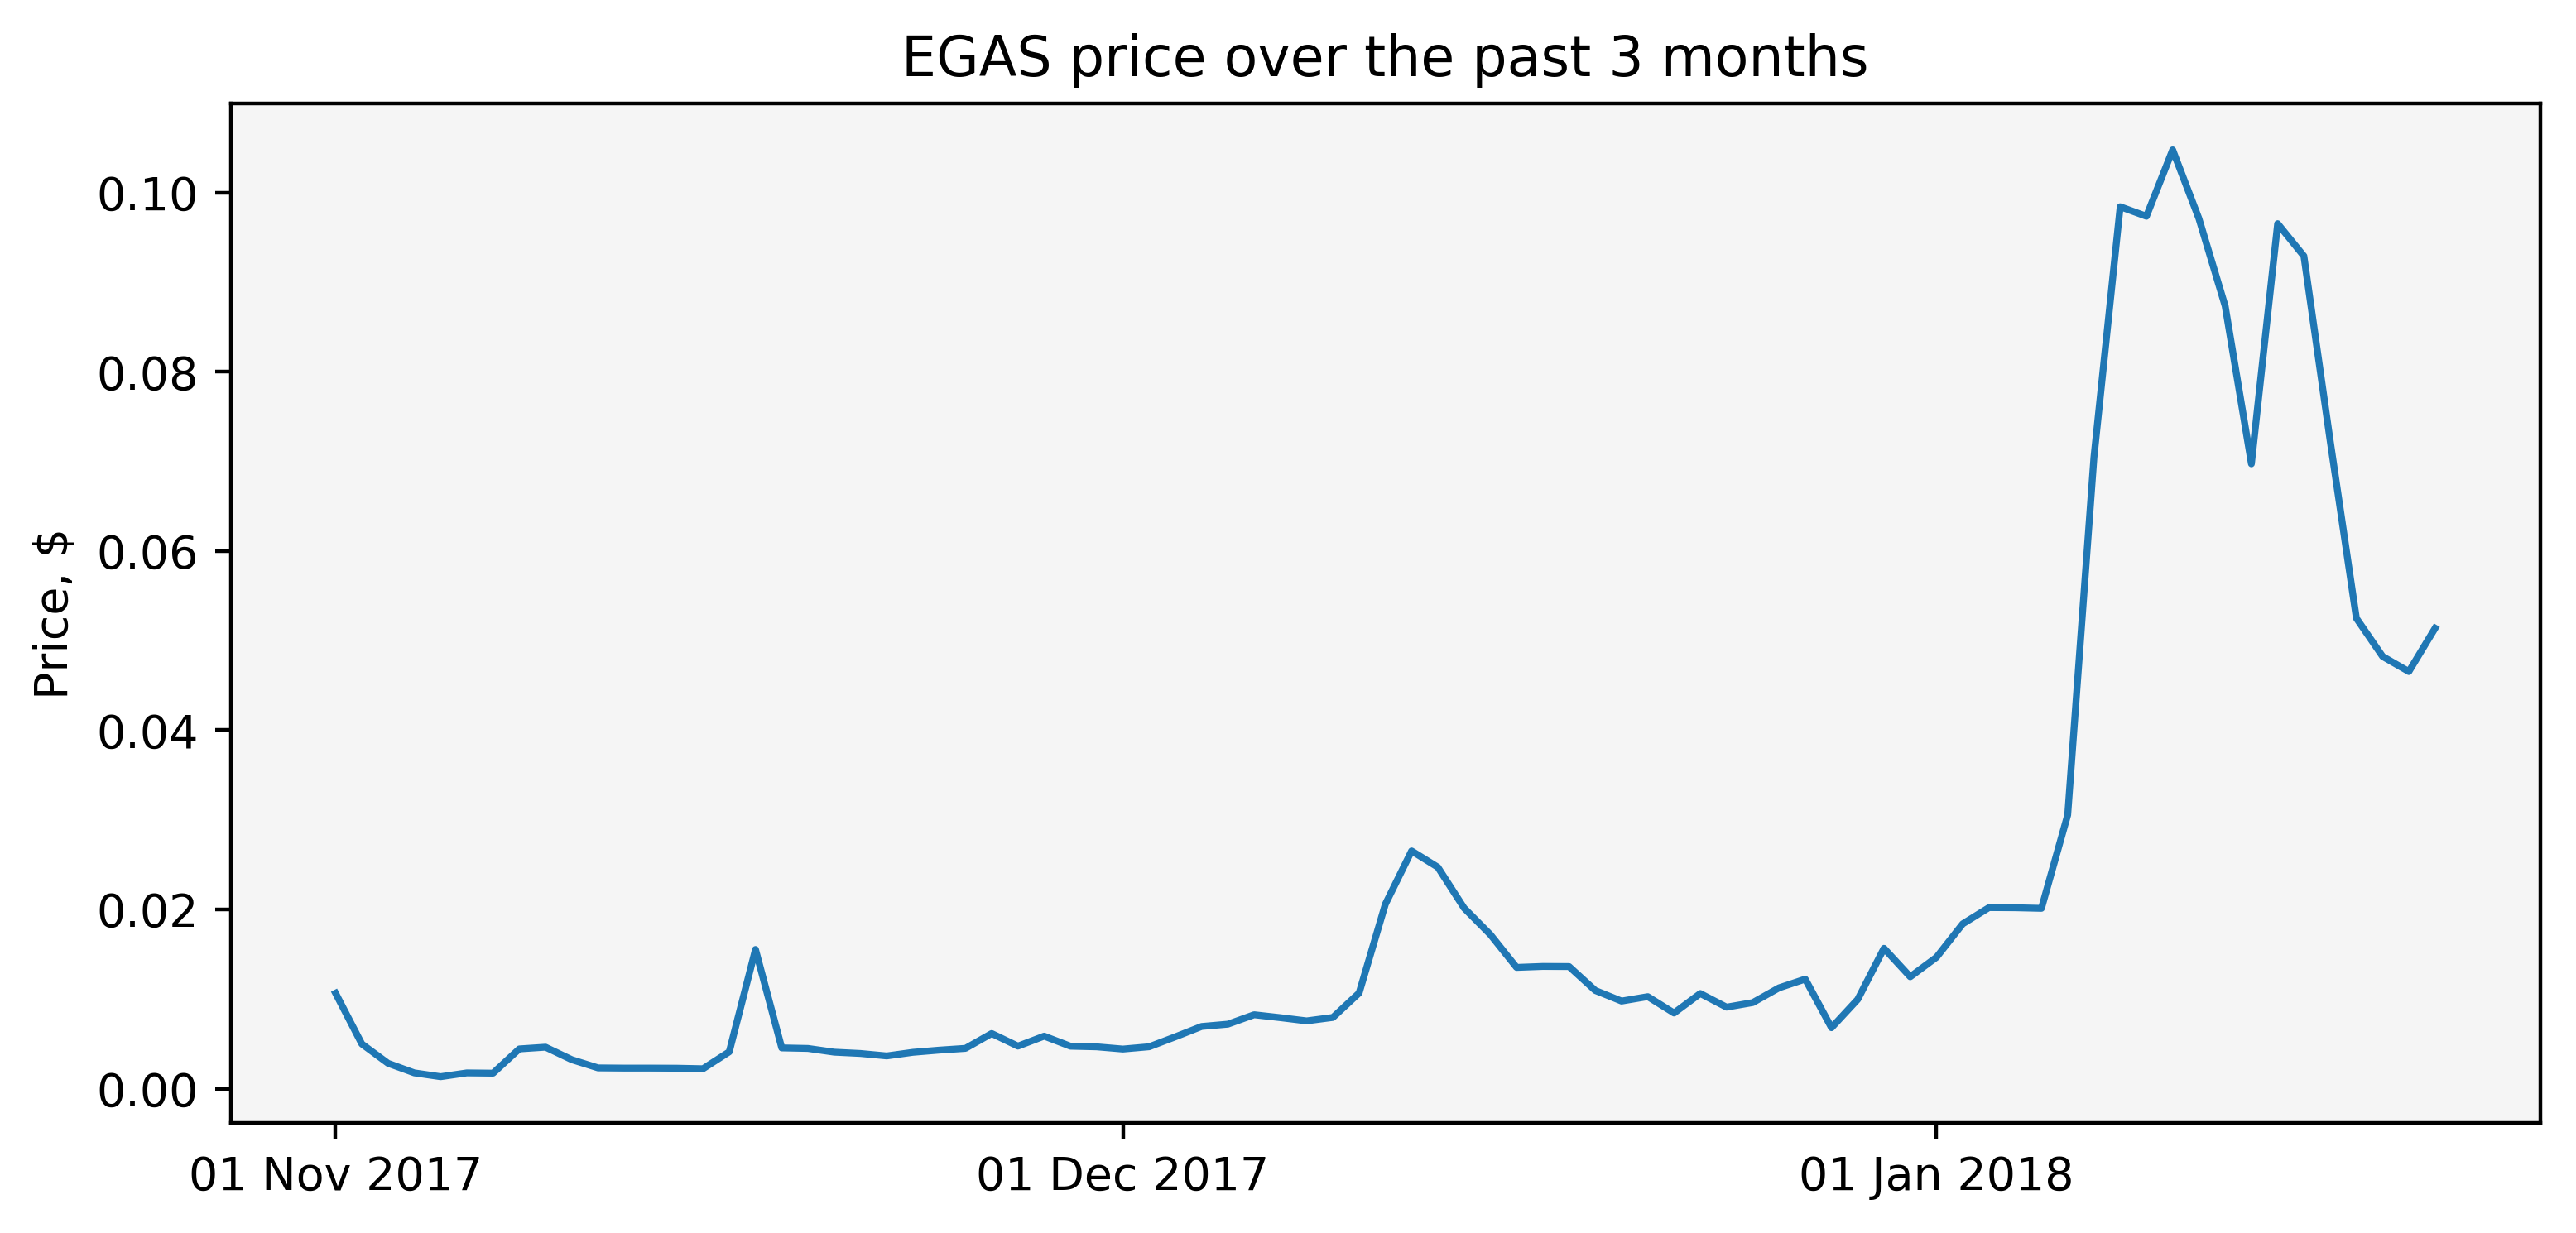 EGAS price over the past 3 months
Price, $
0.10
0.08
0.06
0.04
0.02
0.00
01 Nov 2017
01 Dec 2017
01 Jan 2018